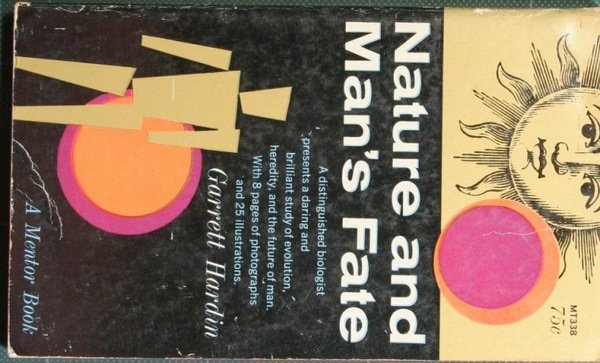 MT338
75c
Nature and
Man's Fate
A distinguished biologist
presents a daring and
brilliant study of evolution,
heredity, and the future of man.
With 8 pages of photographs
and 25 illustrations.
Garrett Hardin
A Mentor Book